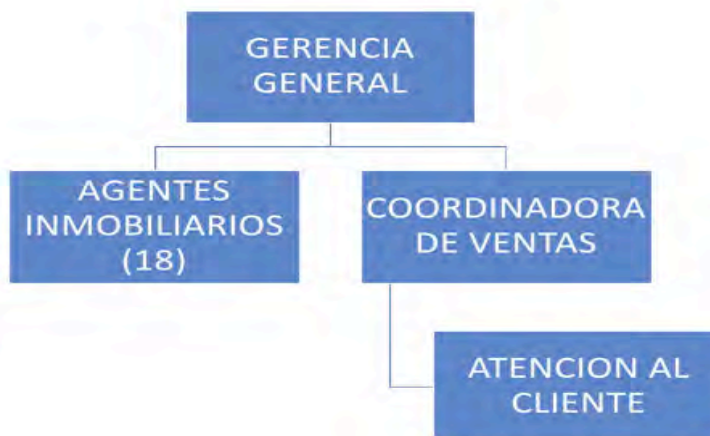 GERENCIA
GENERAL
AGENTES
INMOBILIARIOS
(18)
COORDINADORA
DE VENTAS
ATENCION AL
CLIENTE